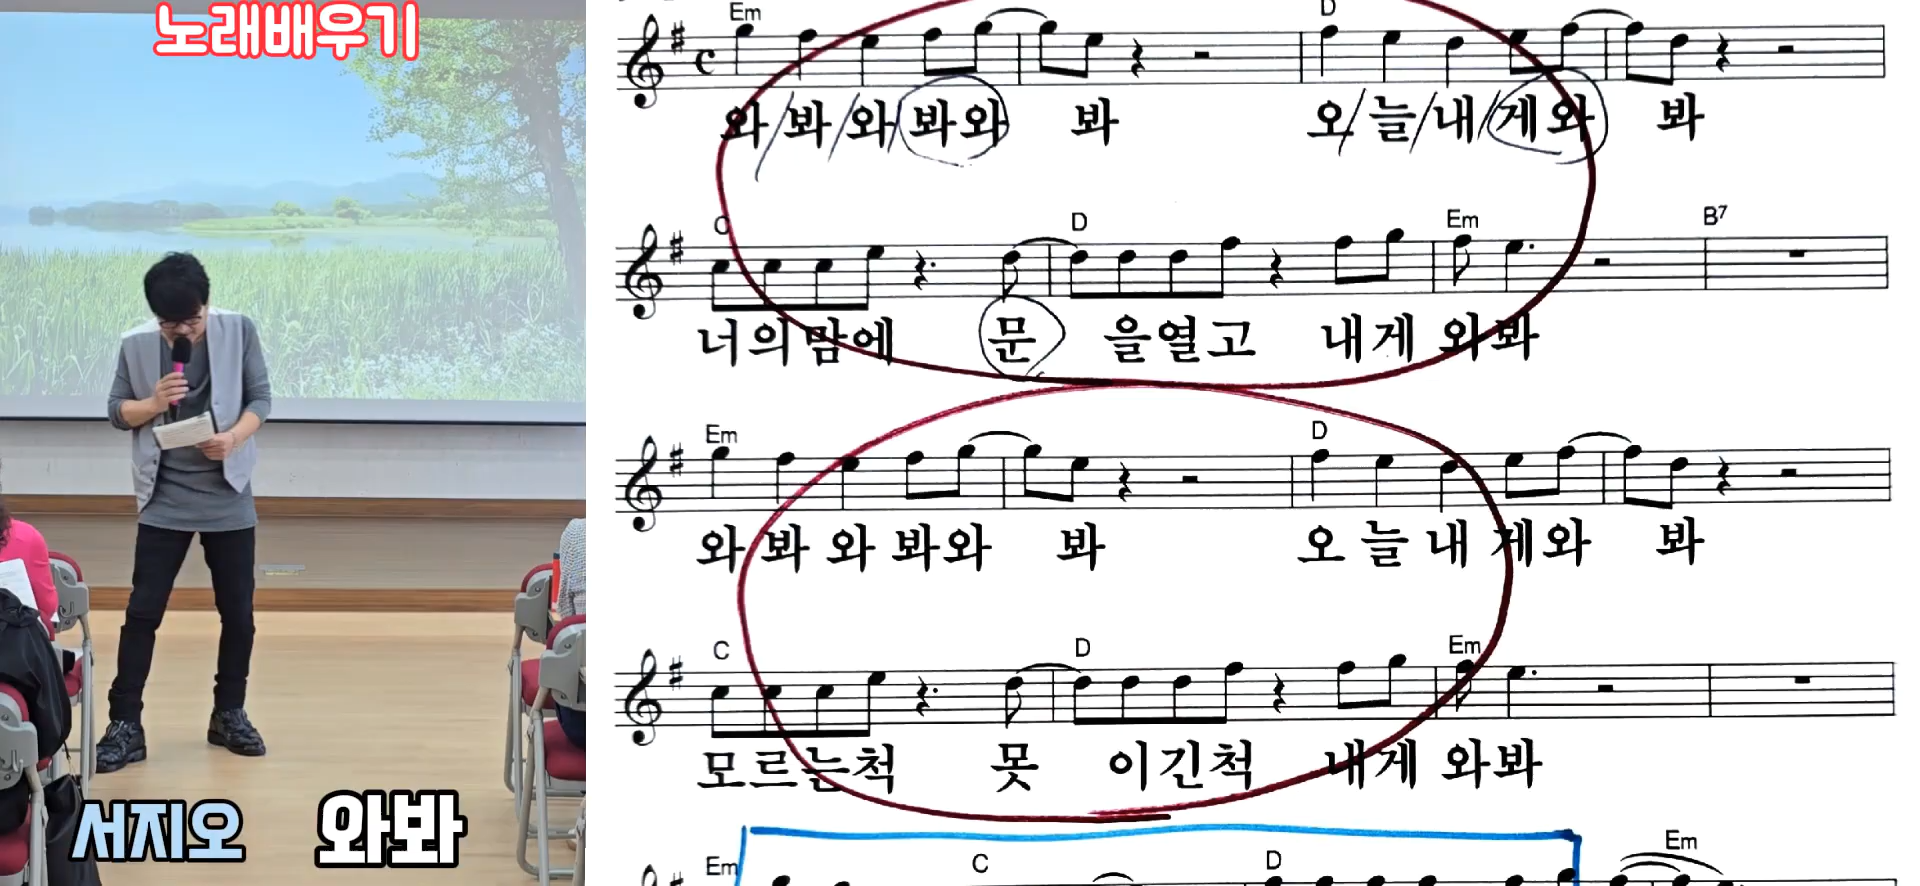 노래배우기
서지오 와봐
Em D
와 봐 와 봐와 봐 오 늘 내 게와 봐
C D Em B7
너의맘에 문 을열고 내게 와봐
Em D
와 봐 와 봐와 봐 오 늘 내 게와 봐
C D Em
모르는척 못 이긴척 내게 와봐
Em C D Em